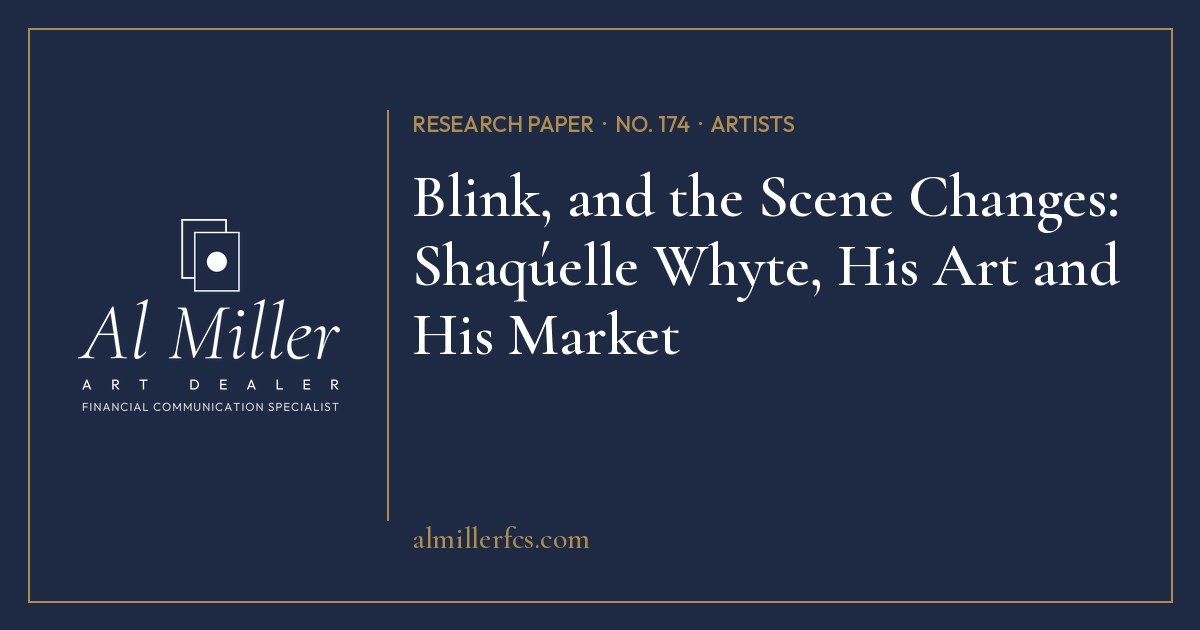 RESEARCH PAPER · NO. 174 · ARTISTS
Blink, and the Scene Changes:
Shaqúelle Whyte, His Art and
His Market
Al Miller
ART DEALER
FINANCIAL COMMUNICATION SPECIALIST
almillerfcs.com